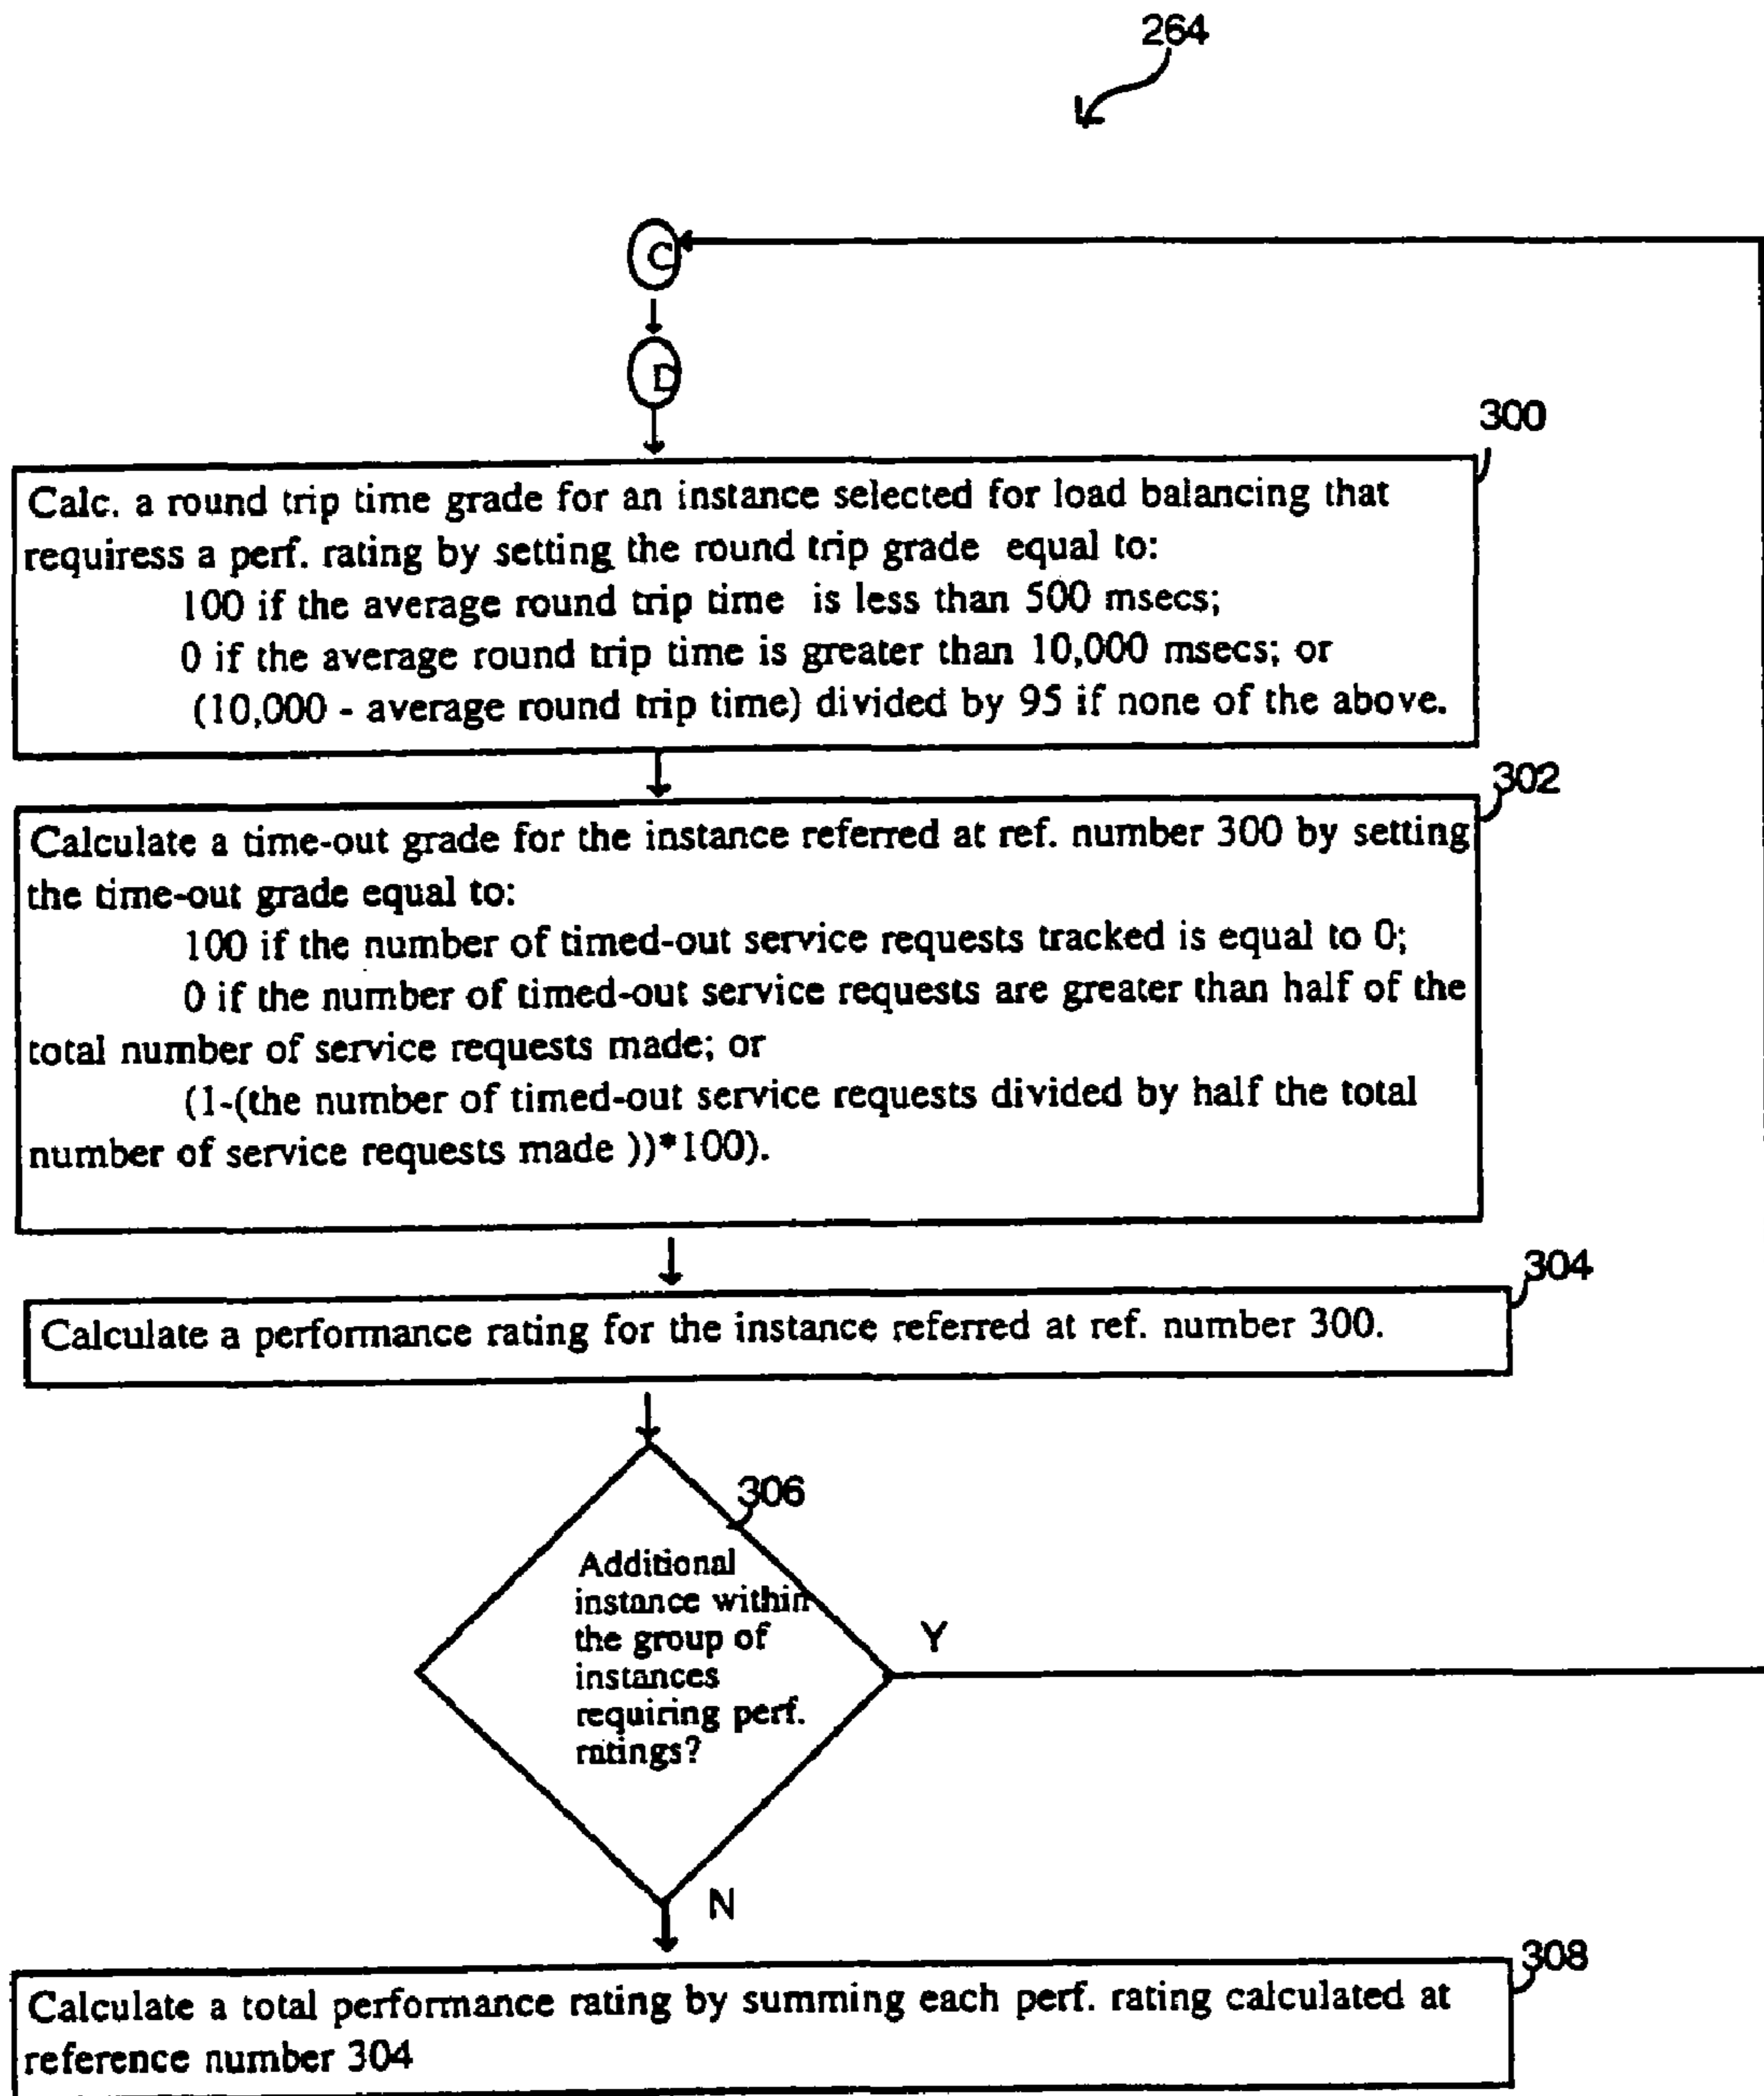 264
C
D
300
Calc. a round trip time grade for an instance selected for load balancing that
requiress a perf. rating by setting the round trip grade equal to:
100 if the average round trip time is less than 500 msecs;
0 if the average round trip time is greater than 10,000 msecs; or
(10,000 - average round trip time) divided by 95 if none of the above.
302
Calculate a time-out grade for the instance referred at ref. number 300 by setting
the time-out grade equal to:
100 if the number of timed-out service requests tracked is equal to 0;
0 if the number of timed-out service requests are greater than half of the
total number of service requests made; or
(1-(the number of timed-out service requests divided by half the total
number of service requests made ))*100).
304
Calculate a performance rating for the instance referred at ref. number 300.
306
Additional
instance within
the group of
instances
requiring perf.
ratings?
Y
N
308
Calculate a total performance rating by summing each perf. rating calculated at
reference number 304